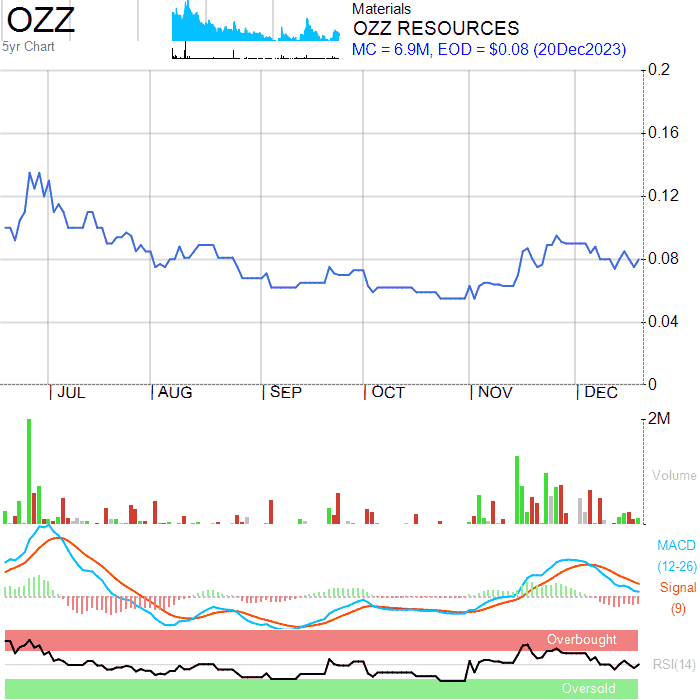 OZZ
5yr Chart
Materials
OZZ RESOURCES
MC = 6.9M, EOD = $0.08 (20Dec2023)
0.2
0.16
0.12
0.08
0.04
0
JUL AUG SEP OCT NOV DEC
2M
Volume
MACD
(12-26)
Signal
(9)
Overbought
RSI(14)
Oversold